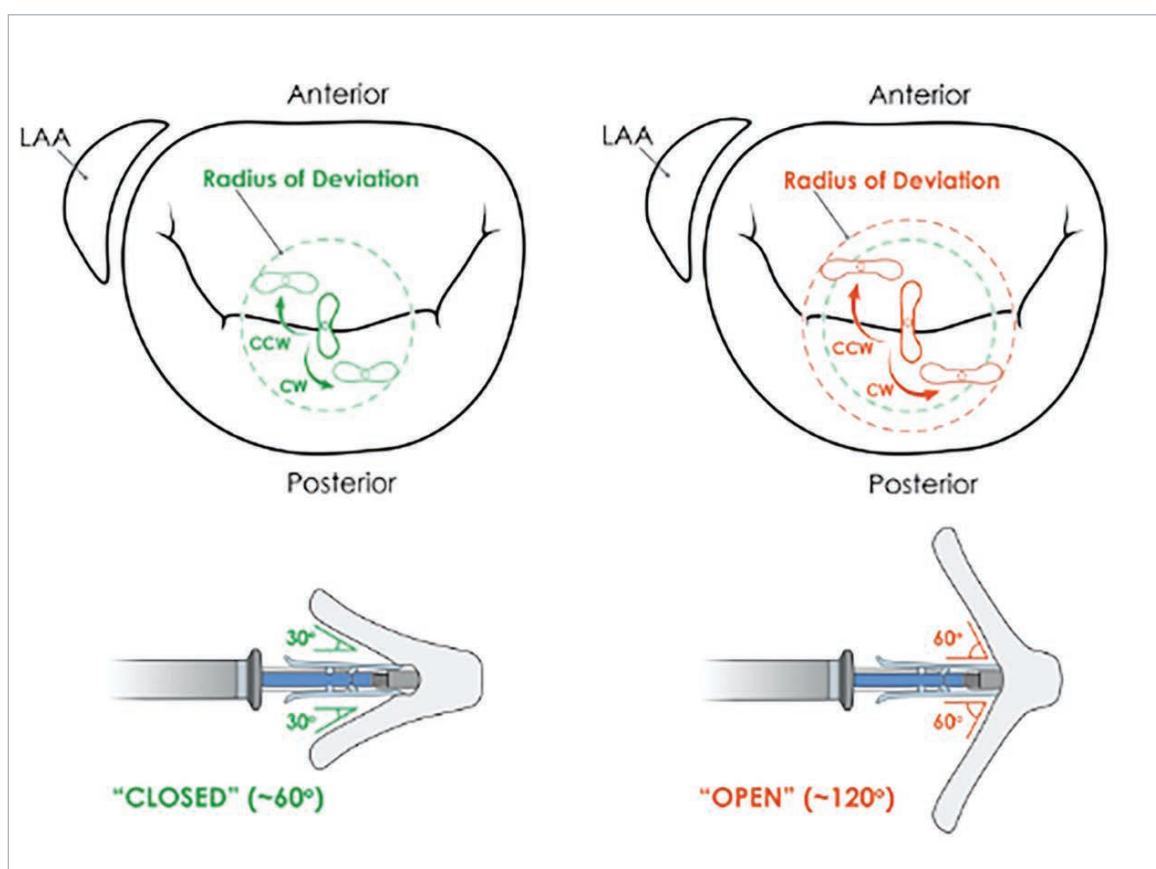 Anterior
LAA
Radius of Deviation
CCW
CW
Posterior
30°
30°
"CLOSED" (~60°)
Anterior
LAA
Radius of Deviation
CCW
CW
Posterior
60°
60°
"OPEN" (~120°)